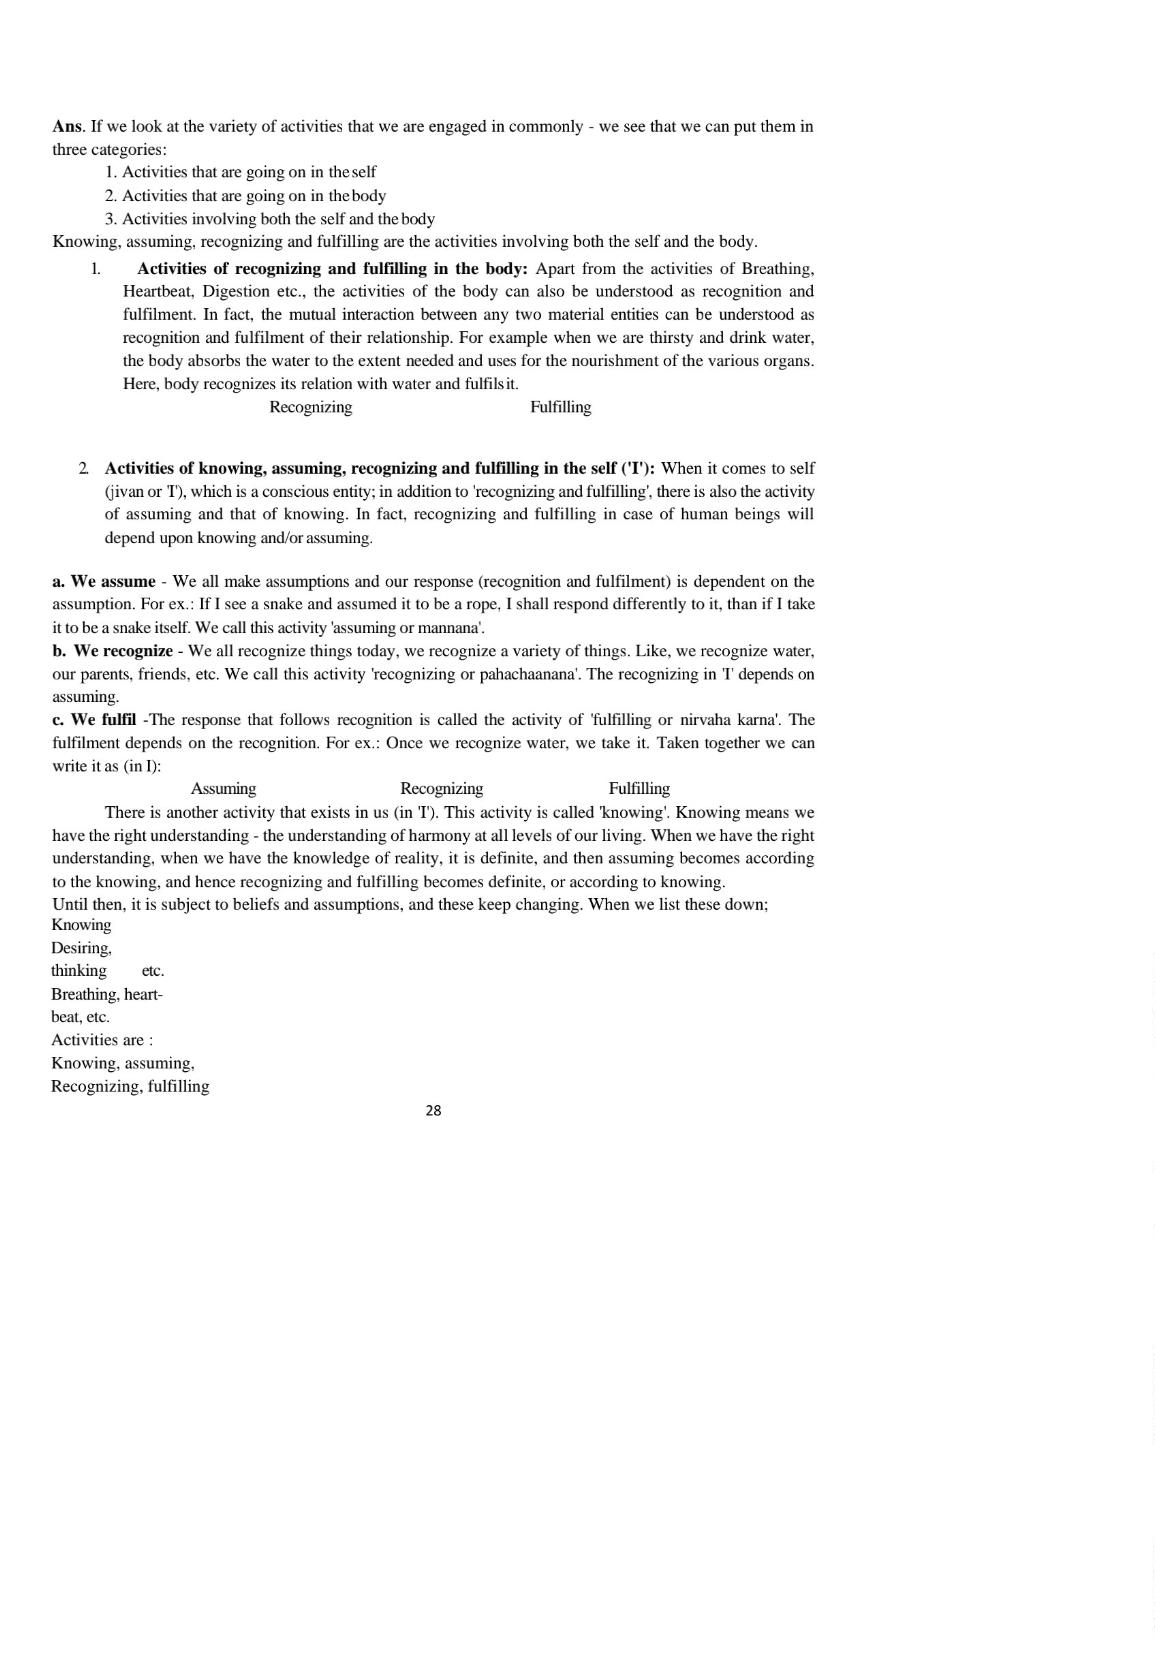 Ans. If we look at the variety of activities that we are engaged in commonly - we see that we can put them in
three categories:
1. Activities that are going on in the self
2. Activities that are going on in the body
3. Activities involving both the self and the body
Knowing, assuming, recognizing and fulfilling are the activities involving both the self and the body.
1. Activities of recognizing and fulfilling in the body: Apart from the activities of Breathing,
Heartbeat, Digestion etc., the activities of the body can also be understood as recognition and
fulfilment. In fact, the mutual interaction between any two material entities can be understood as
recognition and fulfilment of their relationship. For example when we are thirsty and drink water,
the body absorbs the water to the extent needed and uses for the nourishment of the various organs.
Here, body recognizes its relation with water and fulfils it.
Recognizing Fulfilling
2. Activities of knowing, assuming, recognizing and fulfilling in the self ('I'): When it comes to self
(jivan or 'I'), which is a conscious entity; in addition to 'recognizing and fulfilling', there is also the activity
of assuming and that of knowing. In fact, recognizing and fulfilling in case of human beings will
depend upon knowing and/or assuming.
a. We assume - We all make assumptions and our response (recognition and fulfilment) is dependent on the
assumption. For ex.: If I see a snake and assumed it to be a rope, I shall respond differently to it, than if I take
it to be a snake itself. We call this activity 'assuming or mannana'.
b. We recognize - We all recognize things today, we recognize a variety of things. Like, we recognize water,
our parents, friends, etc. We call this activity 'recognizing or pahachaanana'. The recognizing in 'I' depends on
assuming.
c. We fulfil -The response that follows recognition is called the activity of 'fulfilling or nirvaha karna'. The
fulfilment depends on the recognition. For ex.: Once we recognize water, we take it. Taken together we can
write it as (in I):
Assuming Recognizing Fulfilling
There is another activity that exists in us (in 'I'). This activity is called 'knowing'. Knowing means we
have the right understanding - the understanding of harmony at all levels of our living. When we have the right
understanding, when we have the knowledge of reality, it is definite, and then assuming becomes according
to the knowing, and hence recognizing and fulfilling becomes definite, or according to knowing.
Until then, it is subject to beliefs and assumptions, and these keep changing. When we list these down;
Knowing
Desiring,
thinking etc.
Breathing, heart-
beat, etc.
Activities are :
Knowing, assuming,
Recognizing, fulfilling
28